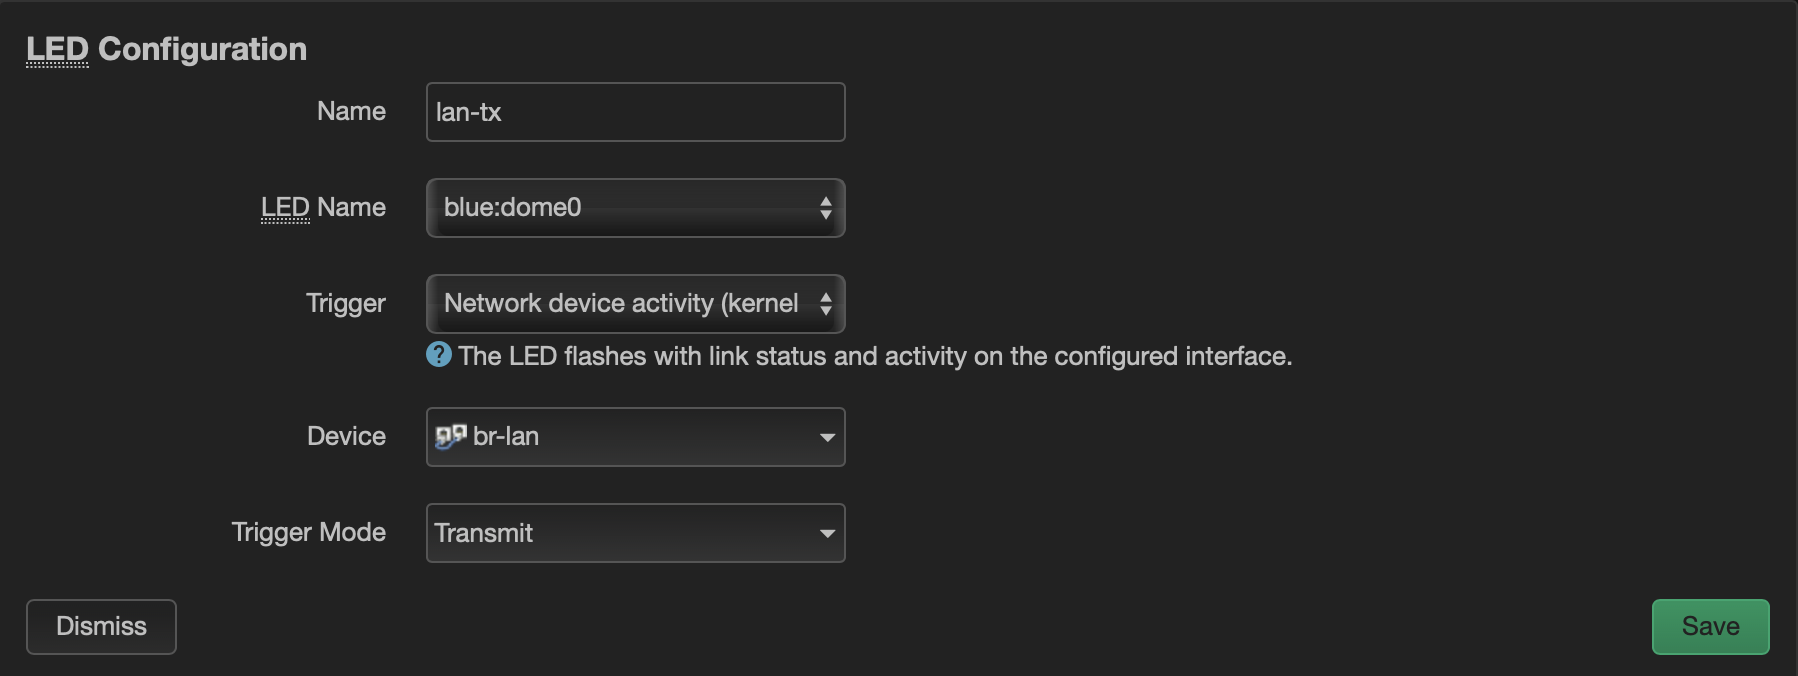 LED Configuration
Name
lan-tx
LED Name
blue:dome0
Trigger
Network device activity (kernel
? The LED flashes with link status and activity on the configured interface.
Device
br-lan
Trigger Mode
Transmit
Dismiss
Save